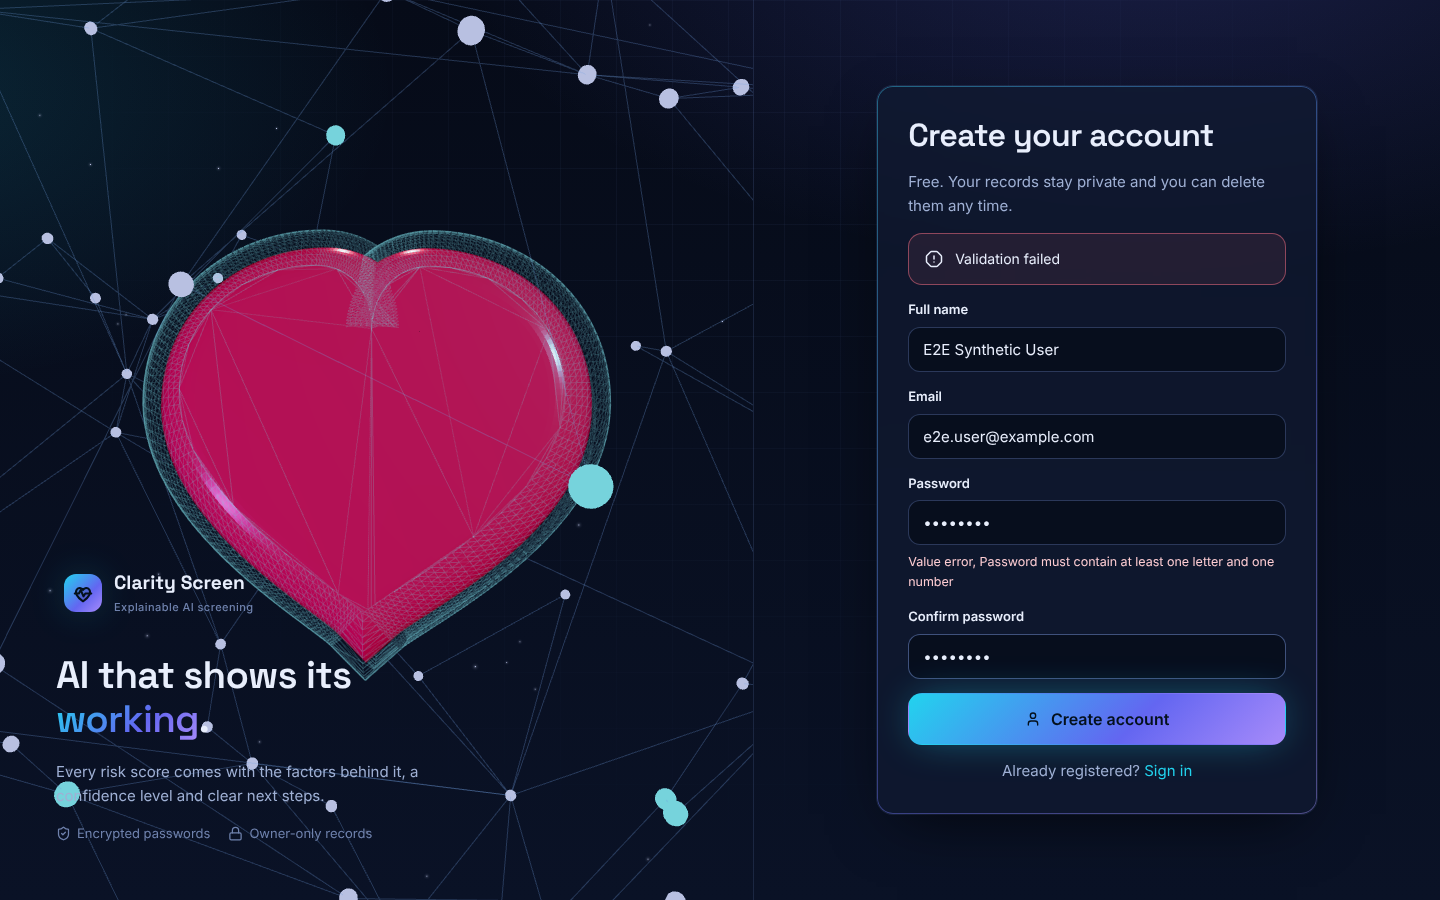 Clarity Screen
Explainable AI screening
AI that shows its
working.
Every risk score comes with the factors behind it, a
confidence level and clear next steps.
Encrypted passwords
Owner-only records
Create your account
Free. Your records stay private and you can delete
them any time.
Validation failed
Full name
E2E Synthetic User
Email
e2e.user@example.com
Password
••••••••
Value error, Password must contain at least one letter and one
number
Confirm password
••••••••
Create account
Already registered? Sign in